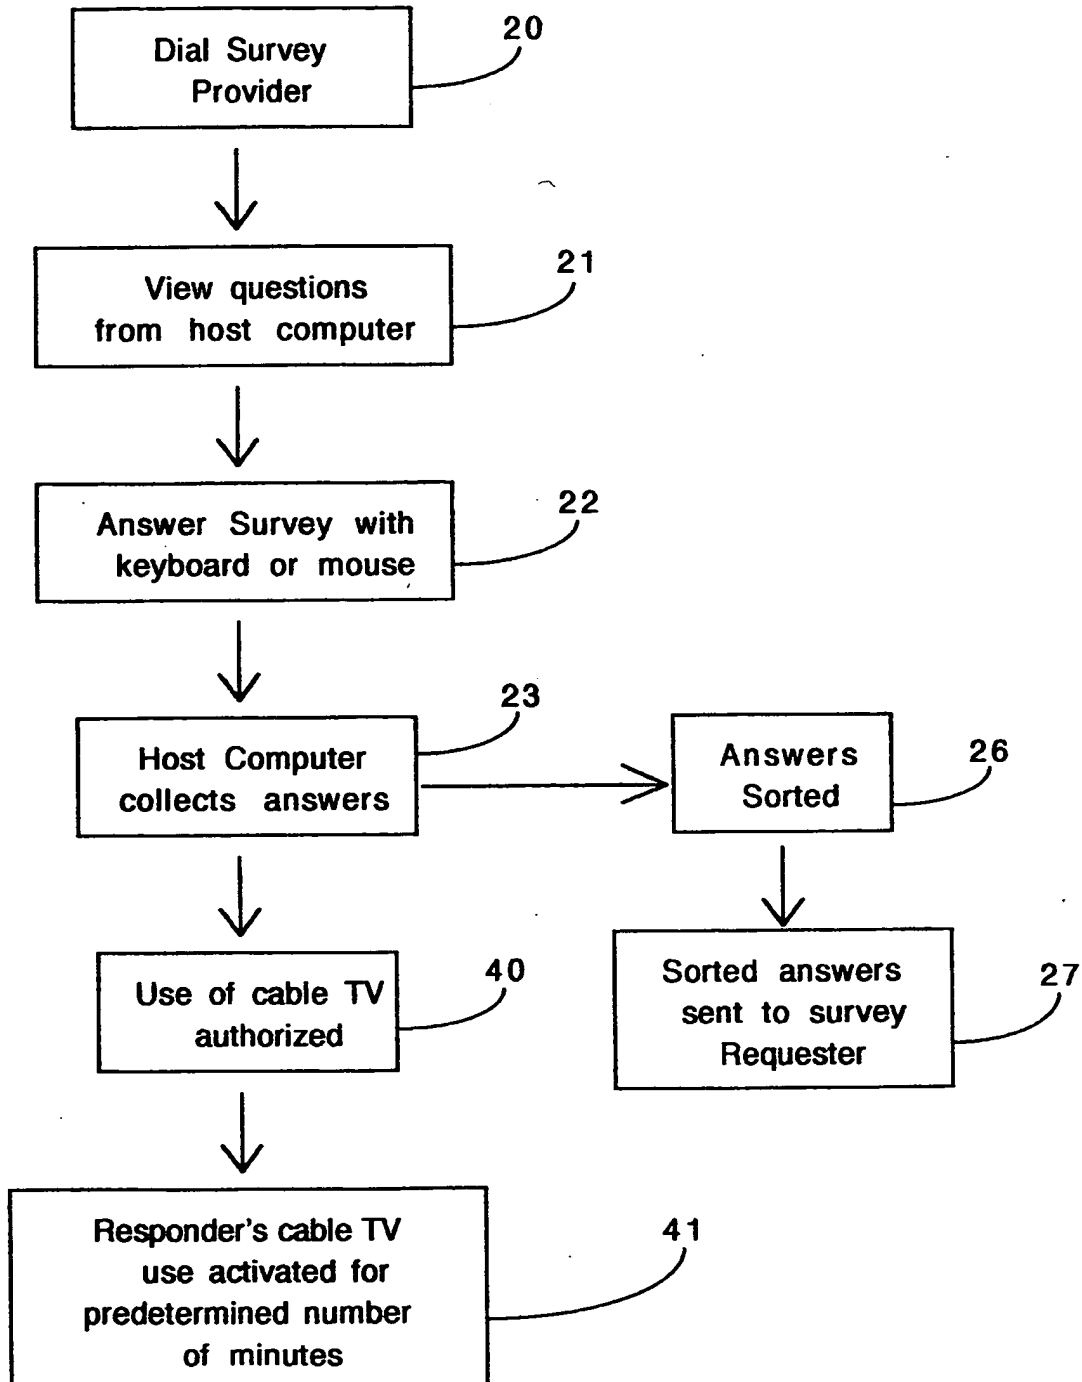 20
Dial Survey
Provider
21
View questions
from host computer
22
Answer Survey with
keyboard or mouse
23
Host Computer
collects answers
26
Answers
Sorted
40
Use of cable TV
authorized
27
Sorted answers
sent to survey
Requester
41
Responder's cable TV
use activated for
predetermined number
of minutes